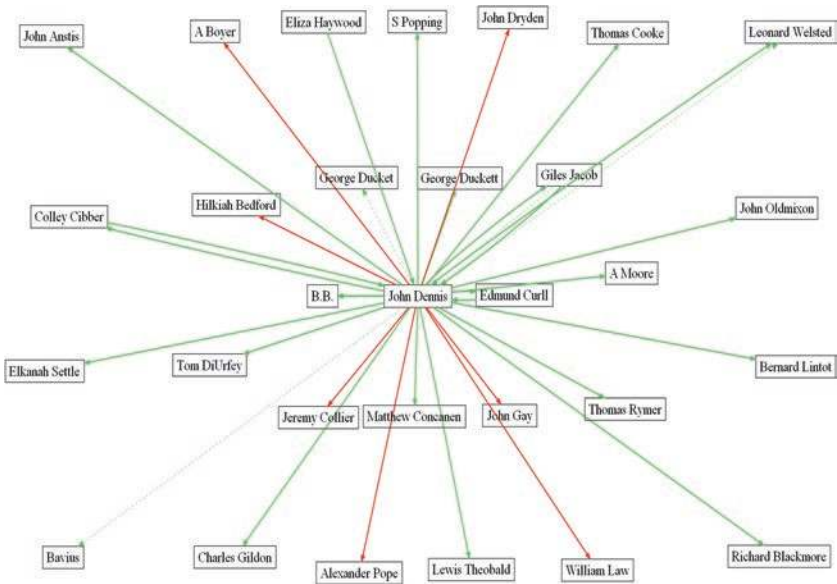 John Anstis
A Boyer
Eliza Haywood
S Popping
John Dryden
Thomas Cooke
Leonard Welsted
George Ducket
George Duckett
Giles Jacob
Hilkiah Bedford
Colley Cibber
John Oldmixon
B.B.
John Dennis
Edmund Curll
A Moore
Elkanah Settle
Tom DiUrfey
Bernard Lintot
Jeremy Collier
Matthew Concanen
John Gay
Thomas Rymer
Bavius
Charles Gildon
Alexander Pope
Lewis Theobald
William Law
Richard Blackmore